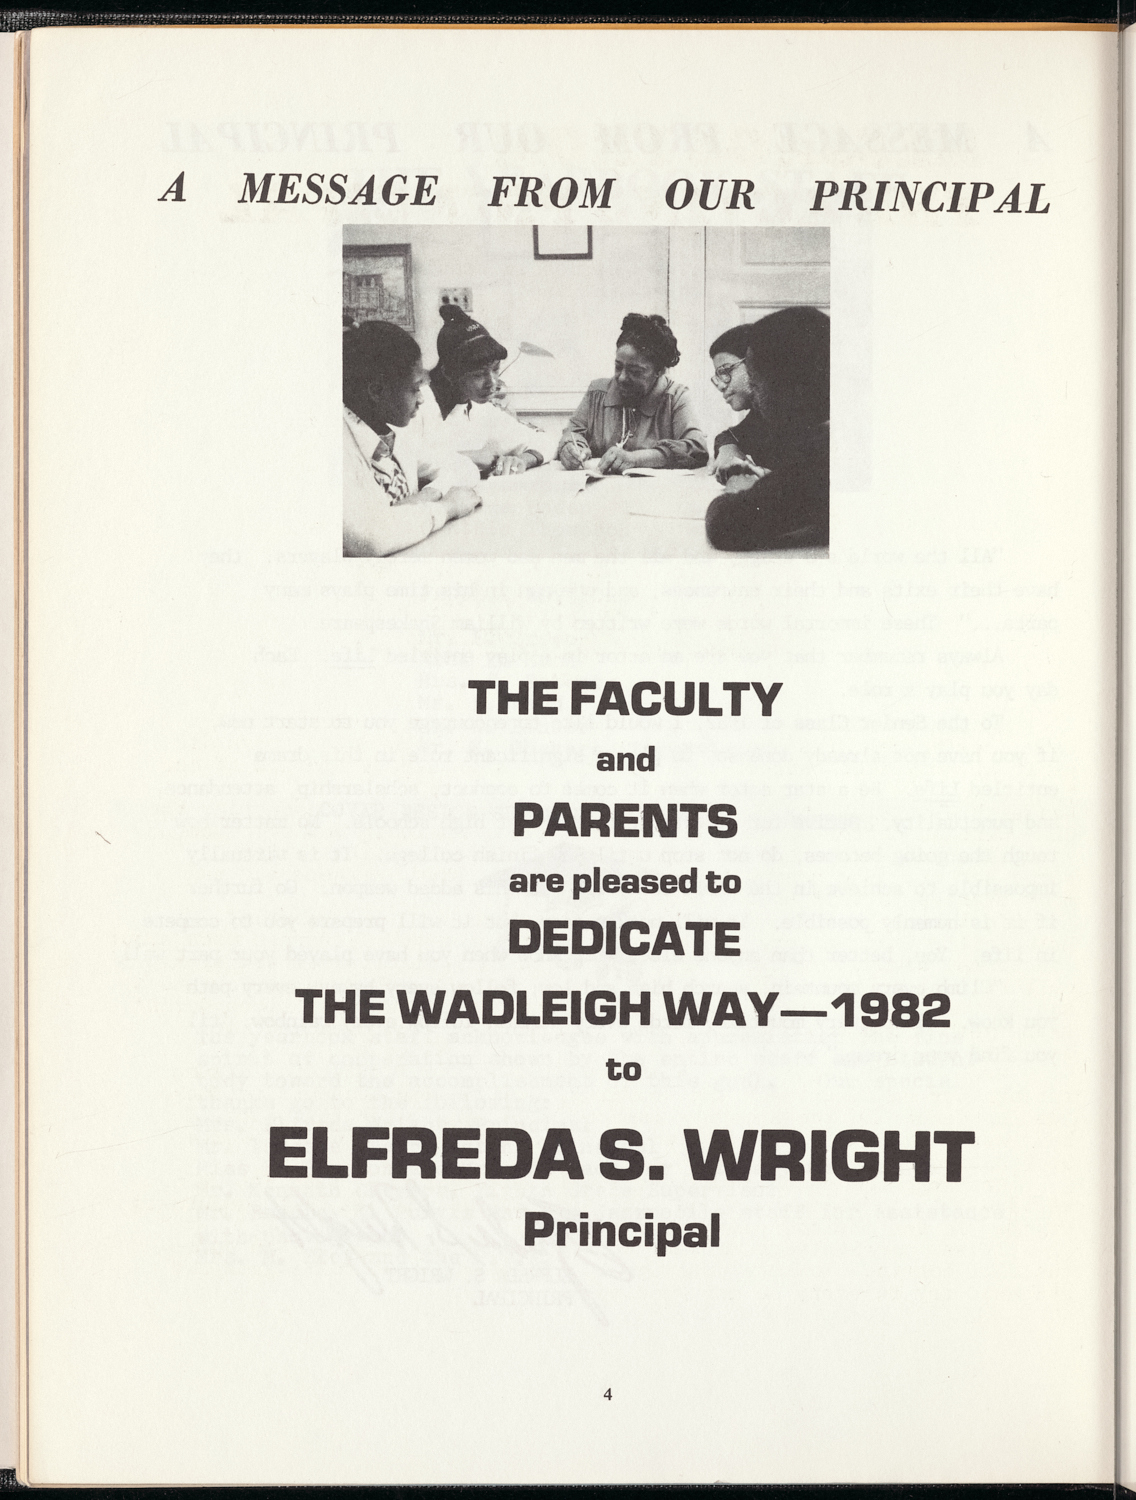 A MESSAGE FROM OUR PRINCIPAL
THE FACULTY
and
PARENTS
are pleased to
DEDICATE
THE WADLEIGH WAY—1982
to
ELFREDA S. WRIGHT
Principal
4